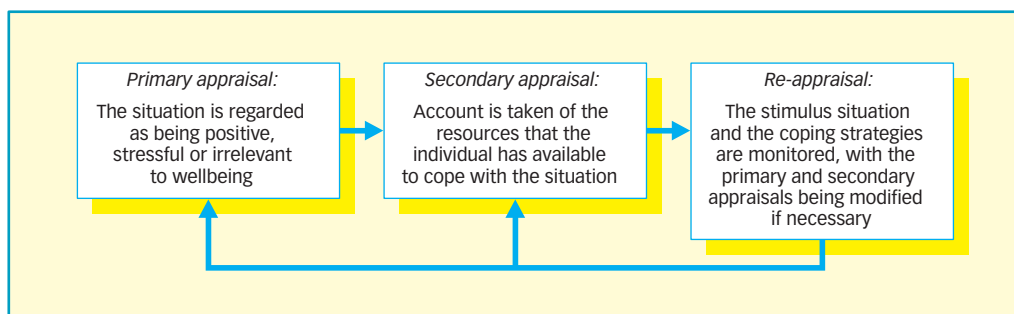 Primary appraisal:
The situation is regarded
as being positive,
stressful or irrelevant
to wellbeing
Secondary appraisal:
Account is taken of the
resources that the
individual has available
to cope with the situation
Re-appraisal:
The stimulus situation
and the coping strategies
are monitored, with the
primary and secondary
appraisals being modified
if necessary